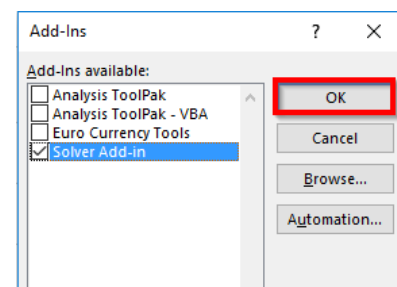 Add-Ins ? ×
Add-Ins available:
Analysis ToolPak
Analysis ToolPak - VBA
Euro Currency Tools
Solver Add-in
OK
Cancel
Browse...
Automation...